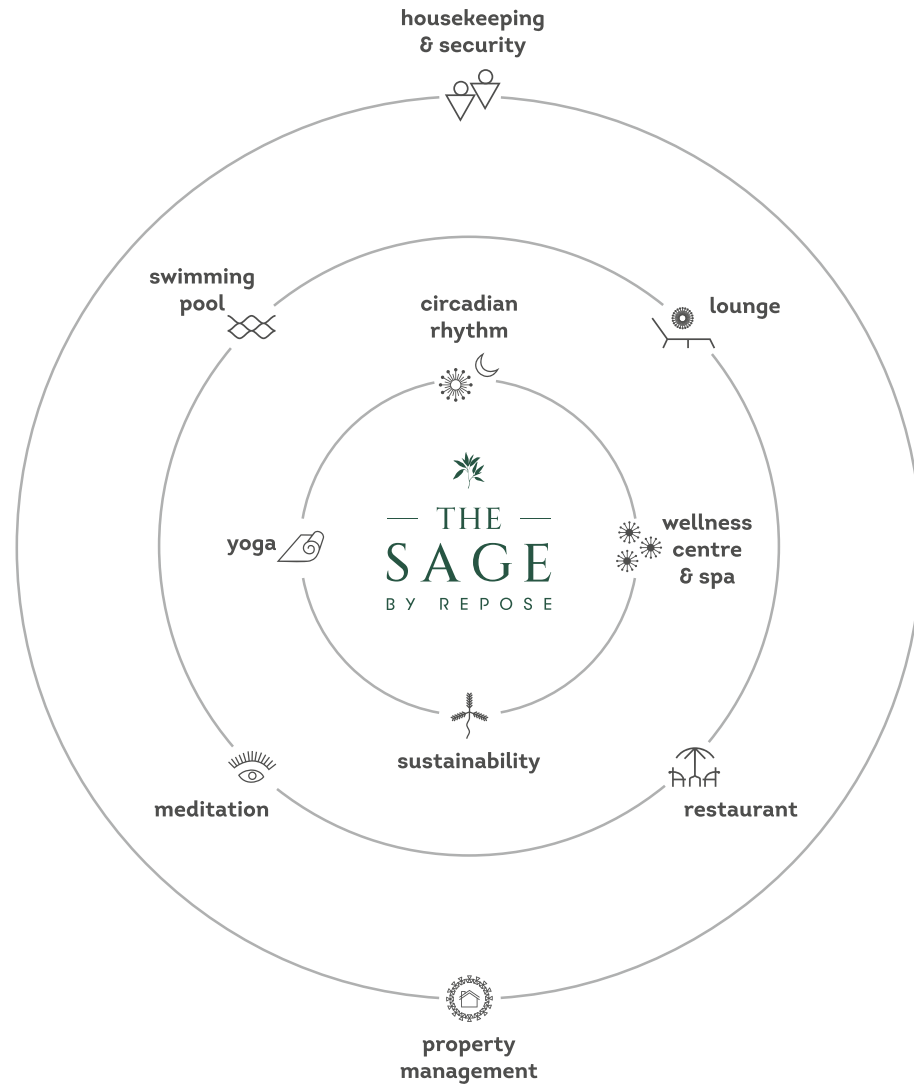 housekeeping
& security
swimming
pool
circadian
rhythm
lounge
THE
SAGE
BY REPOSE
yoga
wellness
centre
& spa
sustainability
meditation
restaurant
property
management